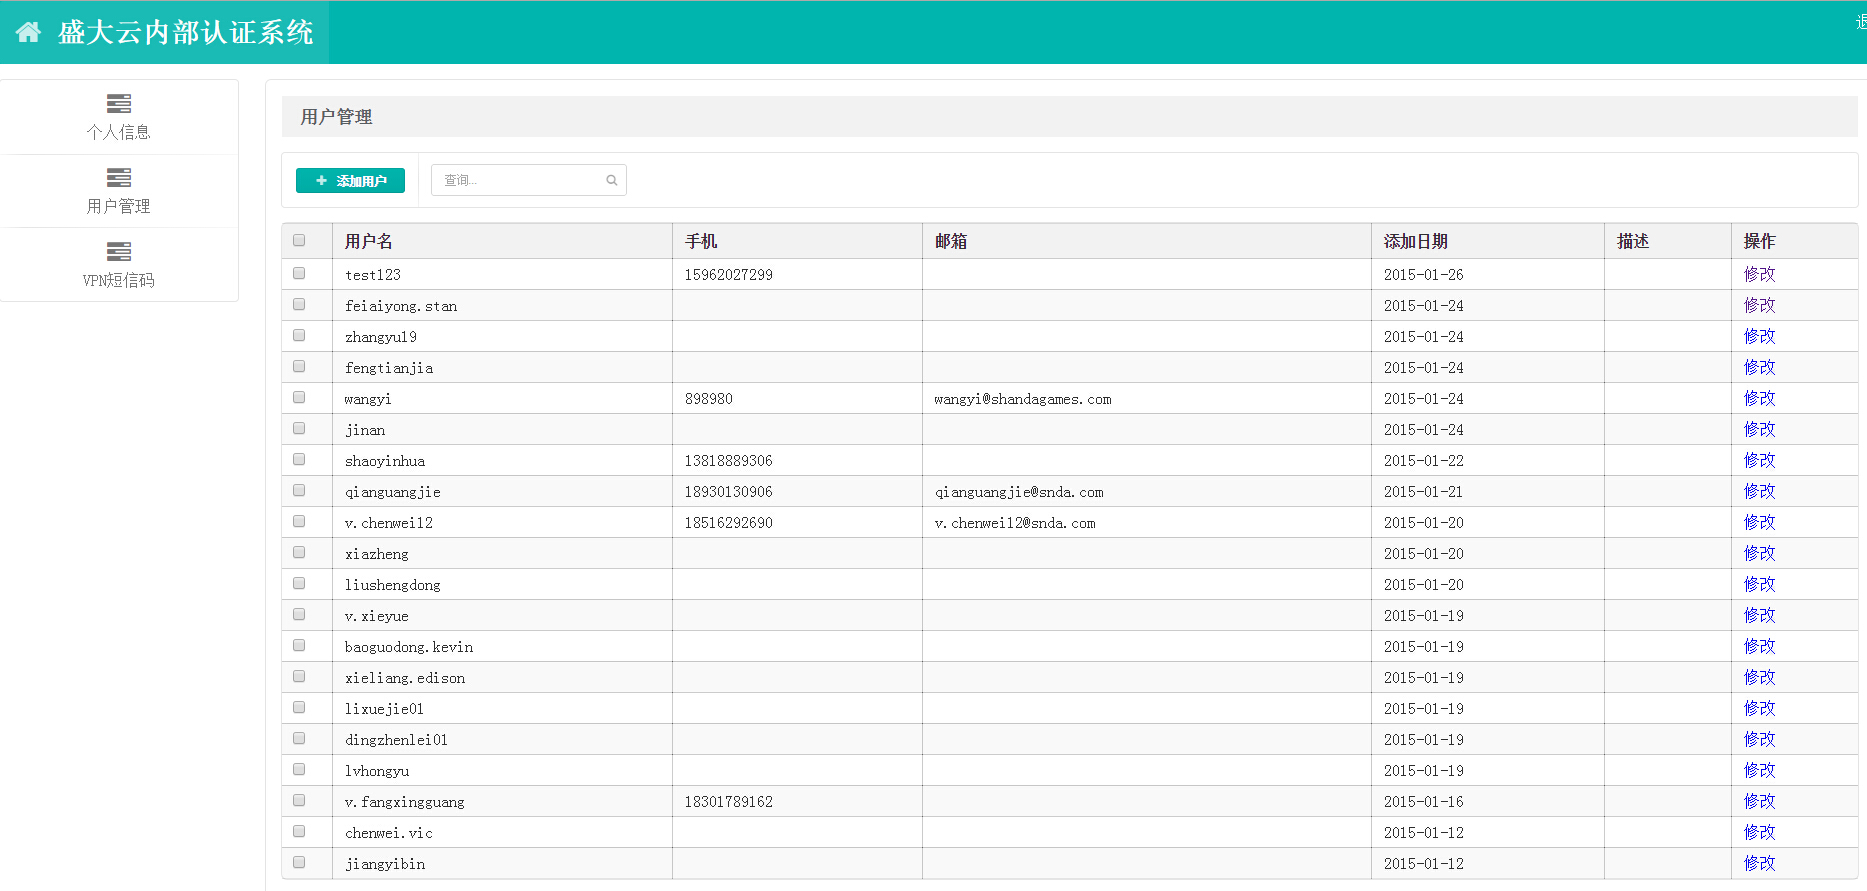 盛大云内部认证系统
退
个人信息
用户管理
VPN短信码
用户管理
添加用户 查询...
用户名 手机 邮箱 添加日期 描述 操作
test123 15962027299 2015-01-26 修改
feiaiyong.stan 2015-01-24 修改
zhangyu19 2015-01-24 修改
fengtianjia 2015-01-24 修改
wangyi 898980 wangyi@shandagames.com 2015-01-24 修改
jinan 2015-01-24 修改
shaoyinhua 13818889306 2015-01-22 修改
qianguangjie 18930130906 qianguangjie@snda.com 2015-01-21 修改
v.chenwei12 18516292690 v.chenwei12@snda.com 2015-01-20 修改
xiazheng 2015-01-20 修改
liushengdong 2015-01-20 修改
v.xieyue 2015-01-19 修改
baoguodong.kevin 2015-01-19 修改
xieliang.edison 2015-01-19 修改
lixuejie01 2015-01-19 修改
dingzhenlei01 2015-01-19 修改
lvhongyu 2015-01-19 修改
v.fangxingguang 18301789162 2015-01-16 修改
chenwei.vic 2015-01-12 修改
jiangyibin 2015-01-12 修改